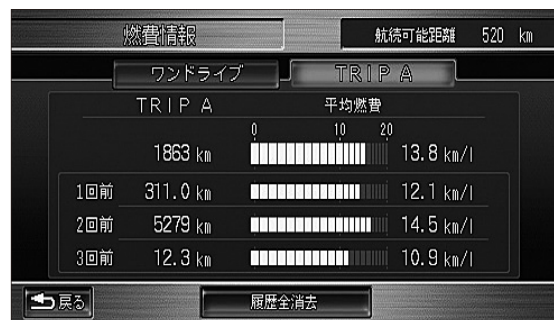 燃費情報 航続可能距離 520 km
ワンドライブ TRIP A
TRIP A 平均燃費
0 10 20
1863 km 13.8 km/l
1回前 311.0 km 12.1 km/l
2回前 5279 km 14.5 km/l
3回前 12.3 km 10.9 km/l
戻る 履歴全消去